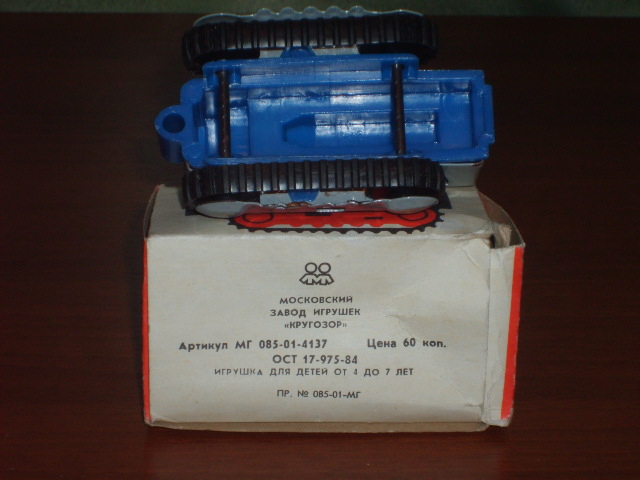 МОСКОВСКИЙ
ЗАВОД ИГРУШЕК
«КРУГОЗОР»
Артикул МГ 085-01-4137 Цена 60 коп.
ОСТ 17-975-84
ИГРУШКА ДЛЯ ДЕТЕЙ ОТ 4 ДО 7 ЛЕТ
ПР. № 085-01-МГ